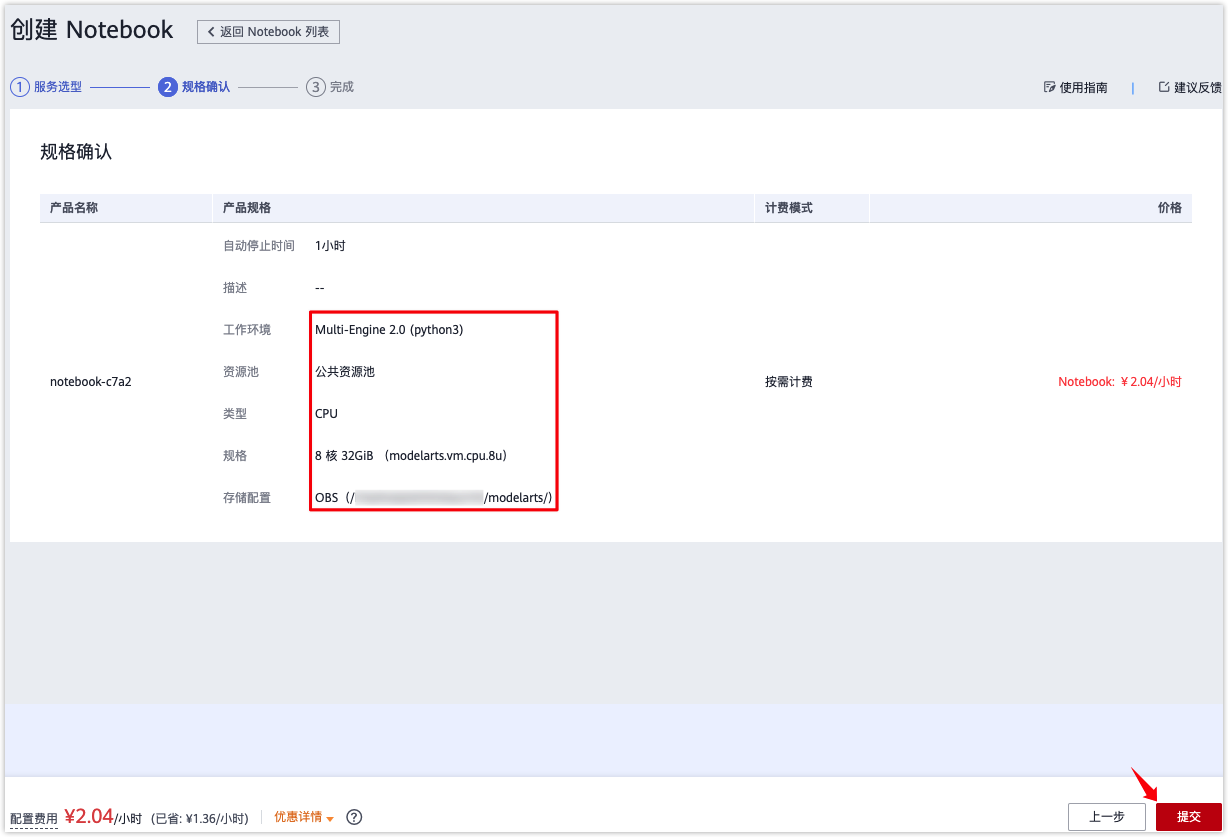 创建 Notebook
返回 Notebook 列表
1 服务选型
2 规格确认
3 完成
使用指南 | 建议反馈
规格确认
产品名称 产品规格 计费模式 价格
自动停止时间 1小时
描述 --
工作环境 Multi-Engine 2.0 (python3)
资源池 公共资源池
notebook-c7a2 按需计费 Notebook: ¥2.04/小时
类型 CPU
规格 8 核 32GiB （modelarts.vm.cpu.8u）
存储配置 OBS（/ /modelarts/）
配置费用 ¥2.04/小时 (已省: ¥1.36/小时) 优惠详情 ?
上一步 提交